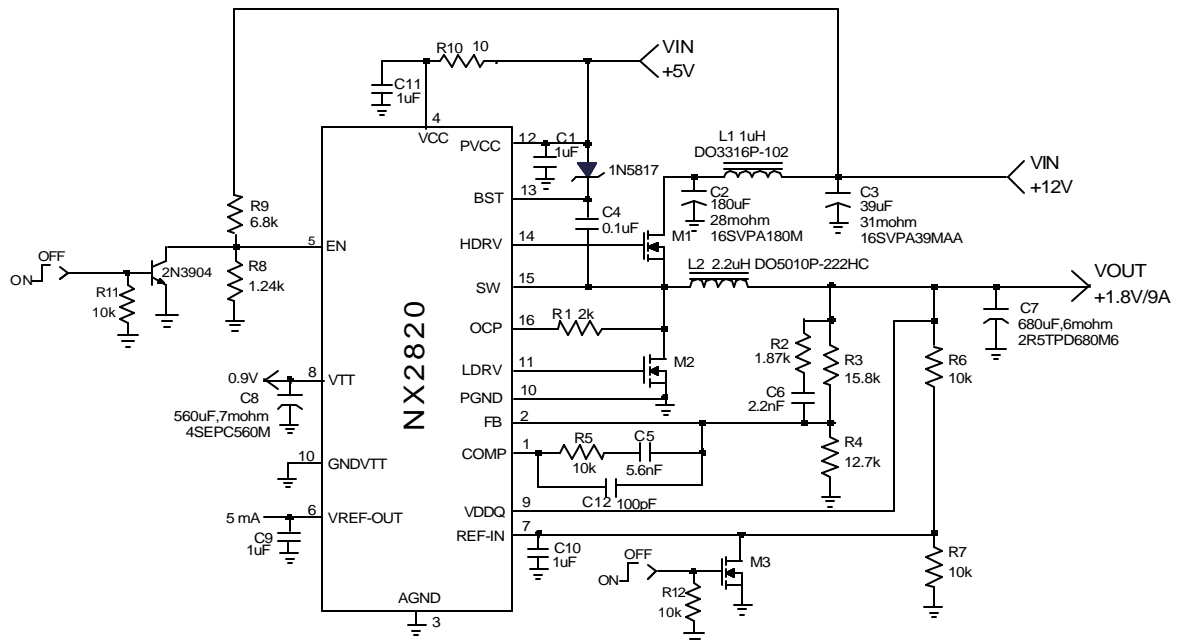 R10 10
VIN
+5V
C11
1uF
4
VCC
PVCC
12
C1
1uF
1N5817
L1 1uH
DO3316P-102
VIN
+12V
BST
13
C4
0.1uF
C2
180uF
28mohm
16SVPA180M
C3
39uF
31mohm
16SVPA39MAA
R9
6.8k
5
EN
HDRV
14
M1
OFF
ON
2N3904
R8
1.24k
R11
10k
SW
15
L2 2.2uH DO5010P-222HC
VOUT
+1.8V/9A
C7
680uF,6mohm
2R5TPD680M6
NX2820
OCP
16
R1 2k
R2
1.87k
R3
15.8k
R6
10k
LDRV
11
M2
0.9V
8
VTT
C8
560uF,7mohm
4SEPC560M
PGND
10
C6
2.2nF
FB
2
COMP
1
R5
10k
C5
5.6nF
R4
12.7k
10
GNDVTT
C12 100pF
VDDQ
9
5 mA
6
VREF-OUT
C9
1uF
REF-IN
7
C10
1uF
OFF
ON
M3
R12
10k
R7
10k
AGND
3